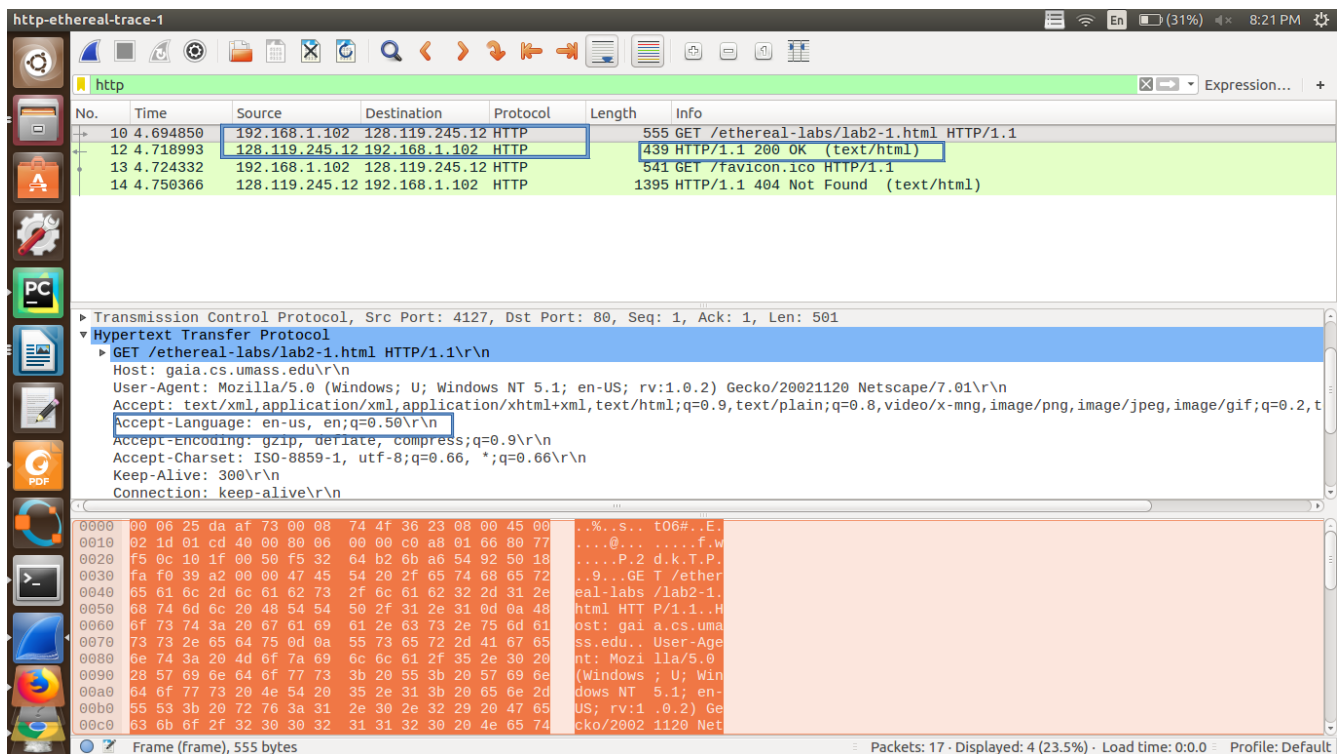 http-ethereal-trace-1 En (31%) 8:21 PM
http Expression... +
No. Time Source Destination Protocol Length Info
10 4.694850 192.168.1.102 128.119.245.12 HTTP 555 GET /ethereal-labs/lab2-1.html HTTP/1.1
12 4.718993 128.119.245.12 192.168.1.102 HTTP 439 HTTP/1.1 200 OK (text/html)
13 4.724332 192.168.1.102 128.119.245.12 HTTP 541 GET /favicon.ico HTTP/1.1
14 4.750366 128.119.245.12 192.168.1.102 HTTP 1395 HTTP/1.1 404 Not Found (text/html)
PC
Transmission Control Protocol, Src Port: 4127, Dst Port: 80, Seq: 1, Ack: 1, Len: 501
Hypertext Transfer Protocol
GET /ethereal-labs/lab2-1.html HTTP/1.1\r\n
Host: gaia.cs.umass.edu\r\n
User-Agent: Mozilla/5.0 (Windows; U; Windows NT 5.1; en-US; rv:1.0.2) Gecko/20021120 Netscape/7.01\r\n
Accept: text/xml,application/xml,application/xhtml+xml,text/html;q=0.9,text/plain;q=0.8,video/x-mng,image/png,image/jpeg,image/gif;q=0.2,t
Accept-Language: en-us, en;q=0.50\r\n
Accept-Encoding: gzip, deflate, compress;q=0.9\r\n
Accept-Charset: ISO-8859-1, utf-8;q=0.66, *;q=0.66\r\n
Keep-Alive: 300\r\n
Connection: keep-alive\r\n
PDF
0000 00 06 25 da af 73 00 08 74 4f 36 23 08 00 45 00 ..%..s.. tO6#..E.
0010 02 1d 01 cd 40 00 80 06 00 00 c0 a8 01 66 80 77 ....@... .....f.w
0020 f5 0c 10 1f 00 50 f5 32 64 b2 6b a6 54 92 50 18 .....P.2 d.k.T.P.
0030 fa f0 39 a2 00 00 47 45 54 20 2f 65 74 68 65 72 ..9...GE T /ether
0040 65 61 6c 2d 6c 61 62 73 2f 6c 61 62 32 2d 31 2e eal-labs /lab2-1.
0050 68 74 6d 6c 20 48 54 54 50 2f 31 2e 31 0d 0a 48 html HTT P/1.1..H
0060 6f 73 74 3a 20 67 61 69 61 2e 63 73 2e 75 6d 61 ost: gai a.cs.uma
0070 73 73 2e 65 64 75 0d 0a 55 73 65 72 2d 41 67 65 ss.edu.. User-Age
0080 6e 74 3a 20 4d 6f 7a 69 6c 6c 61 2f 35 2e 30 20 nt: Mozi lla/5.0
0090 28 57 69 6e 64 6f 77 73 3b 20 55 3b 20 57 69 6e (Windows ; U; Win
00a0 64 6f 77 73 20 4e 54 20 35 2e 31 3b 20 65 6e 2d dows NT 5.1; en-
00b0 55 53 3b 20 72 76 3a 31 2e 30 2e 32 29 20 47 65 US; rv:1 .0.2) Ge
00c0 63 6b 6f 2f 32 30 30 32 31 31 32 30 20 4e 65 74 cko/2002 1120 Net
Frame (frame), 555 bytes Packets: 17 · Displayed: 4 (23.5%) · Load time: 0:0.0 Profile: Default